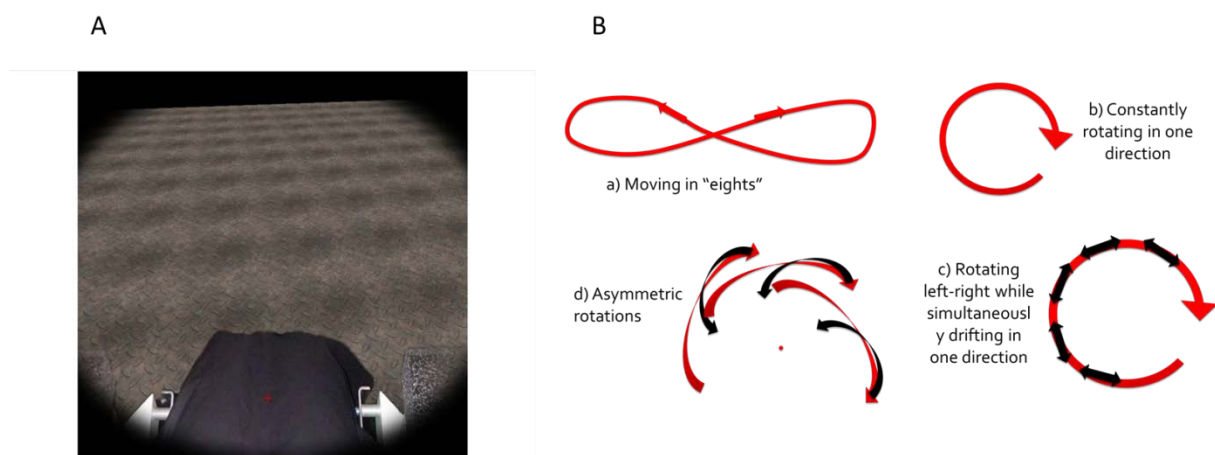 A
B
a) Moving in “eights”
b) Constantly
rotating in one
direction
d) Asymmetric
rotations
c) Rotating
left-right while
simultaneousl
y drifting in
one direction